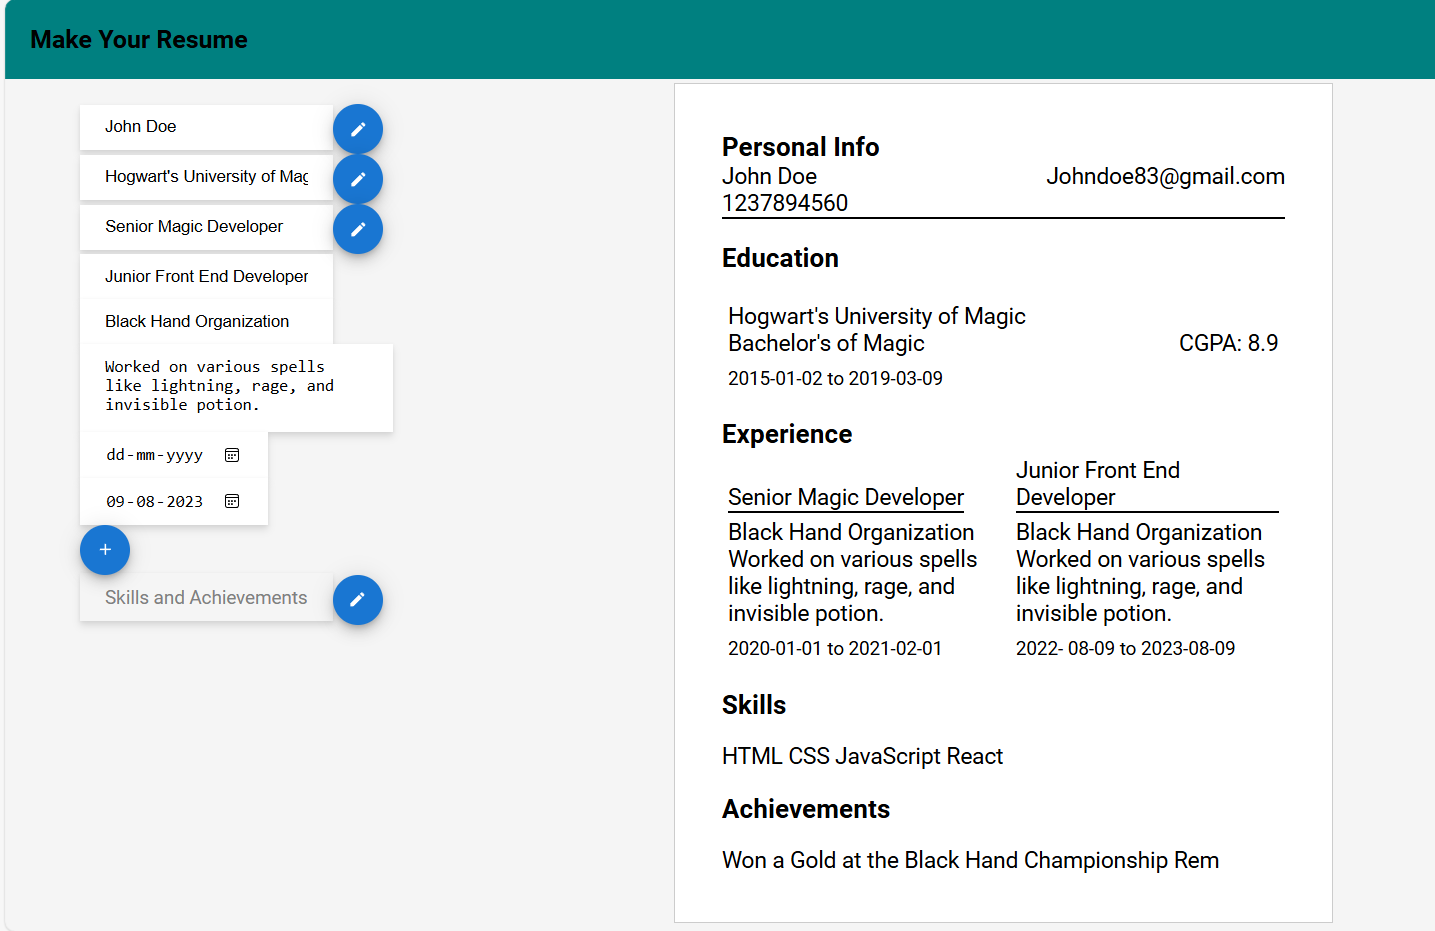 Make Your Resume
John Doe
Hogwart's University of Mag
Senior Magic Developer
Junior Front End Developer
Black Hand Organization
Worked on various spells
like lightning, rage, and
invisible potion.
dd-mm-yyyy
09-08-2023
+
Skills and Achievements
Personal Info
John Doe Johndoe83@gmail.com
1237894560
Education
Hogwart's University of Magic
Bachelor's of Magic CGPA: 8.9
2015-01-02 to 2019-03-09
Experience
Senior Magic Developer
Black Hand Organization
Worked on various spells
like lightning, rage, and
invisible potion.
2020-01-01 to 2021-02-01
Junior Front End
Developer
Black Hand Organization
Worked on various spells
like lightning, rage, and
invisible potion.
2022- 08-09 to 2023-08-09
Skills
HTML CSS JavaScript React
Achievements
Won a Gold at the Black Hand Championship Rem